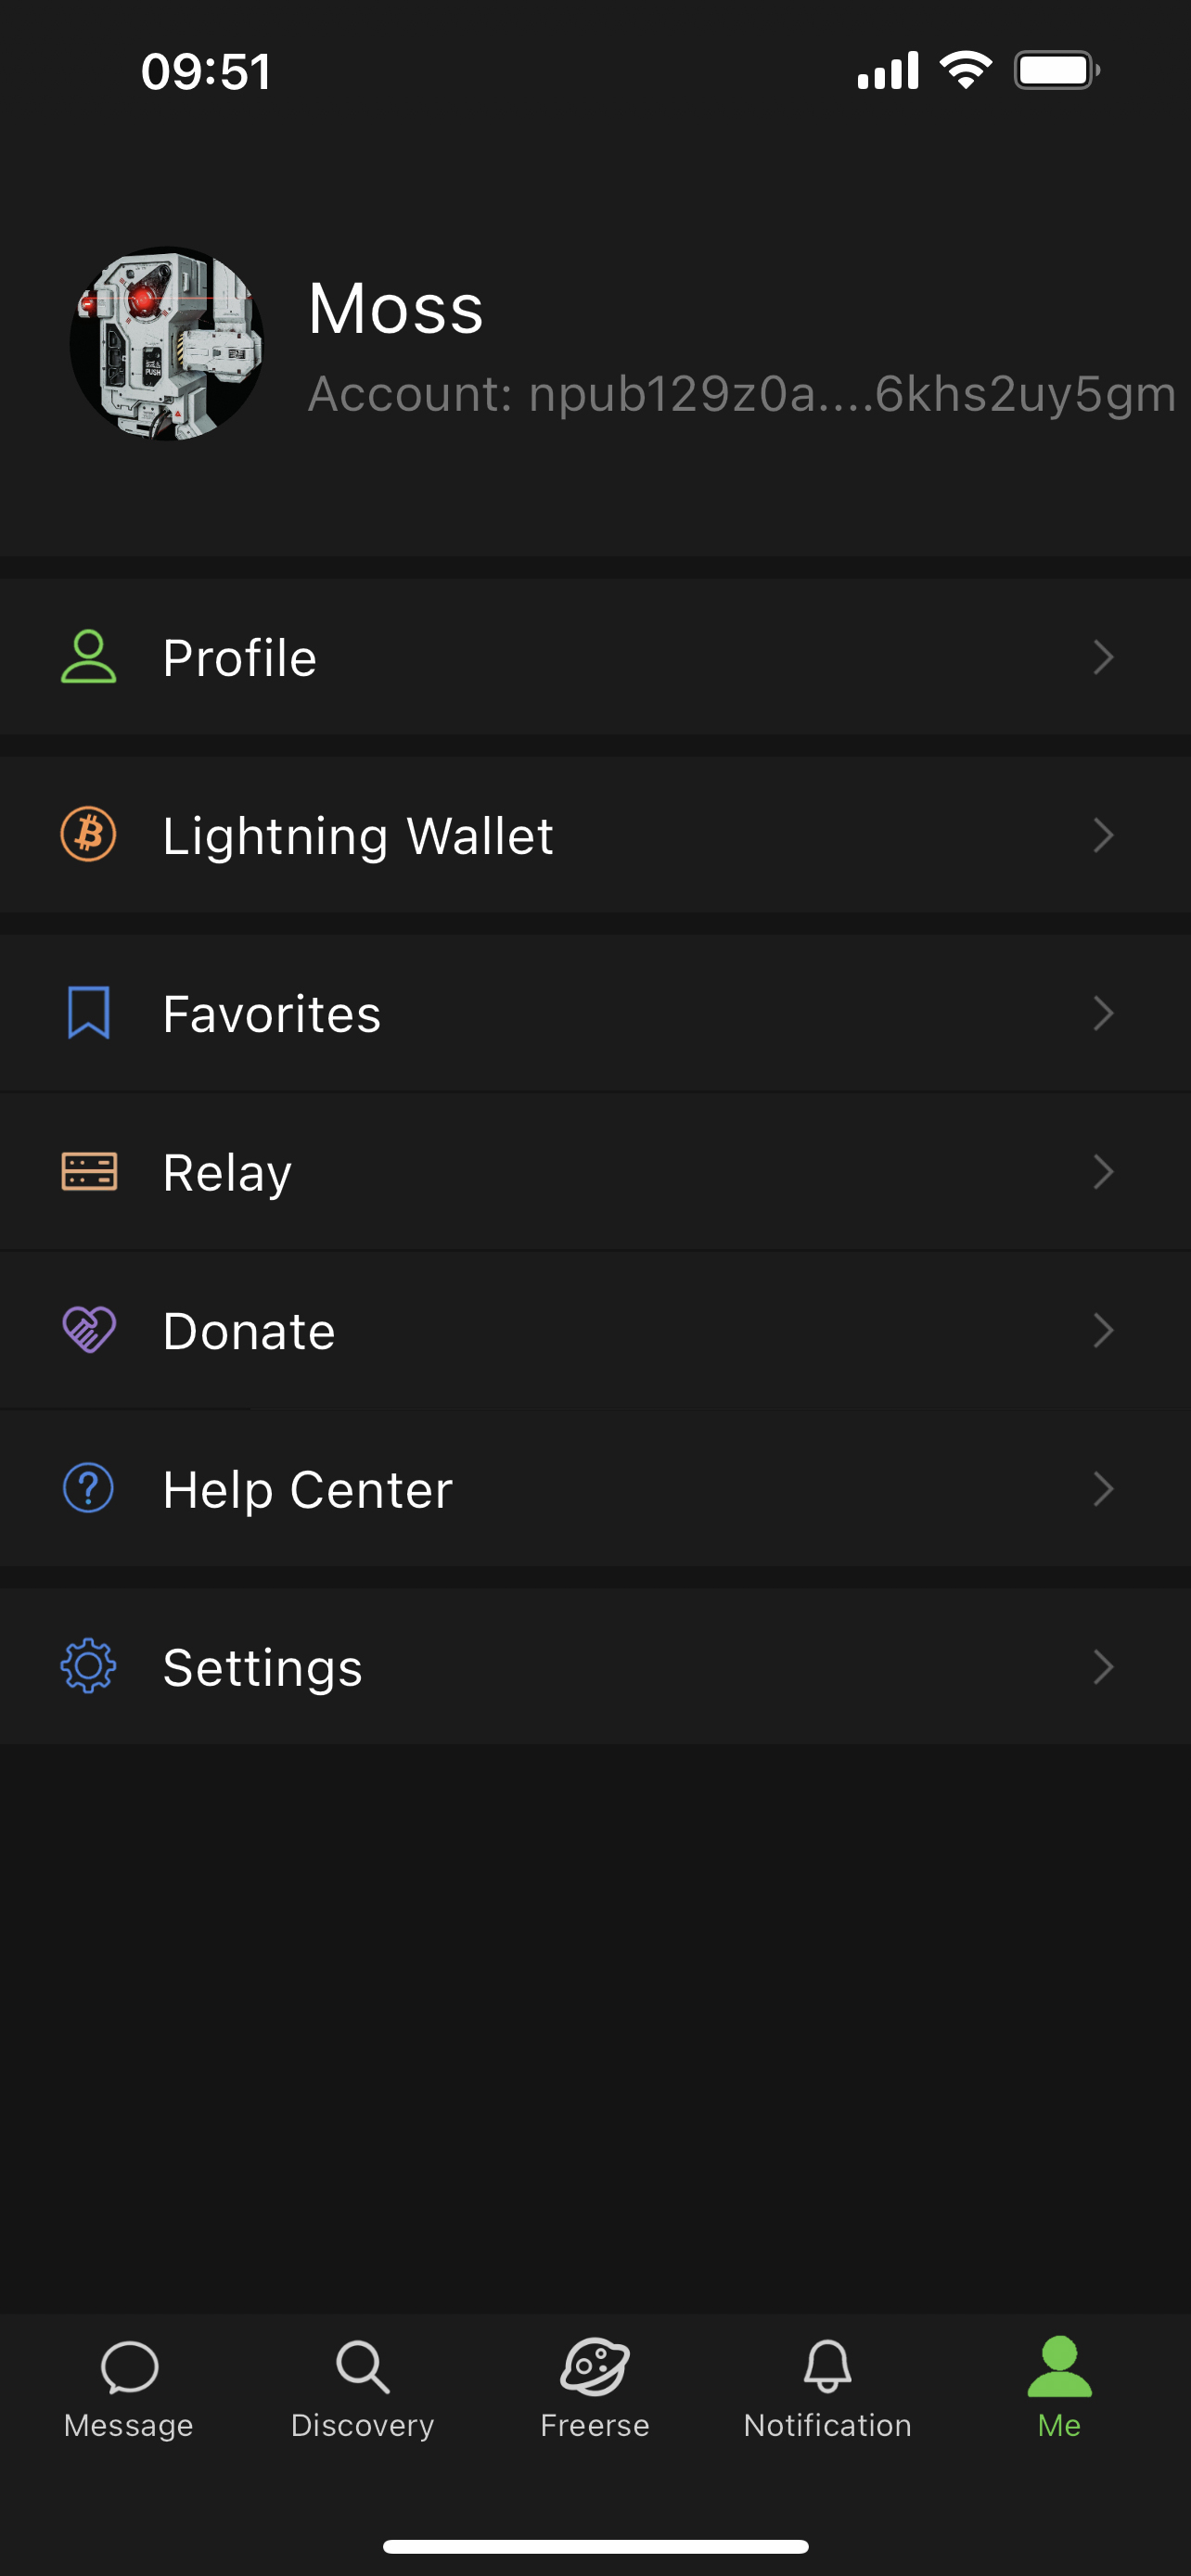 09:51
Moss
Account: npub129z0a....6khs2uy5gm
Profile
Lightning Wallet
Favorites
Relay
Donate
Help Center
Settings
Message
Discovery
Freerse
Notification
Me